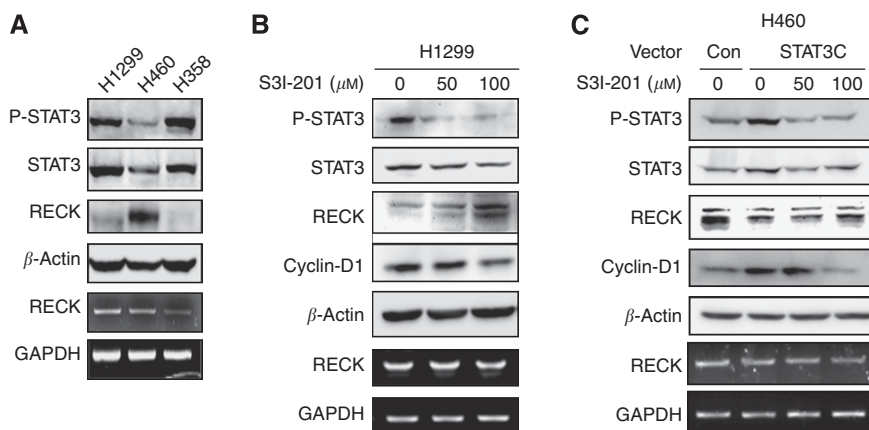 A
H1299 H460 H358
P-STAT3
STAT3
RECK
β-Actin
RECK
GAPDH
B
H1299
S3I-201 (μM) 0 50 100
P-STAT3
STAT3
RECK
Cyclin-D1
β-Actin
RECK
GAPDH
C
H460
Vector Con STAT3C
S3I-201 (μM) 0 0 50 100
P-STAT3
STAT3
RECK
Cyclin-D1
β-Actin
RECK
GAPDH